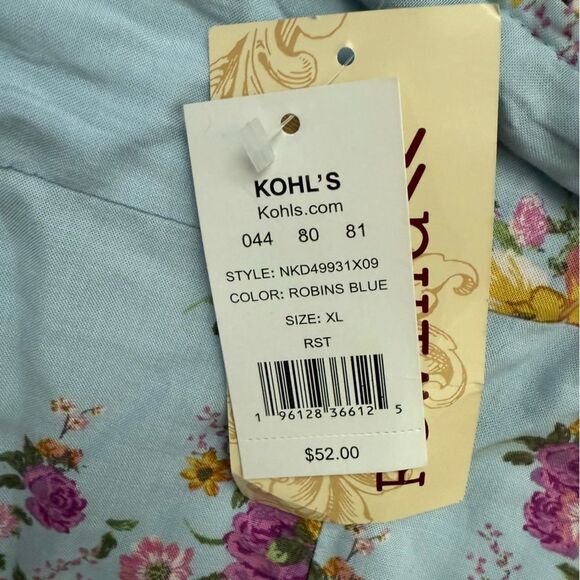 KOHL'S
Kohls.com
044 80 81
STYLE: NKD49931X09
COLOR: ROBINS BLUE
SIZE: XL
RST
1 96128 36612 5
$52.00